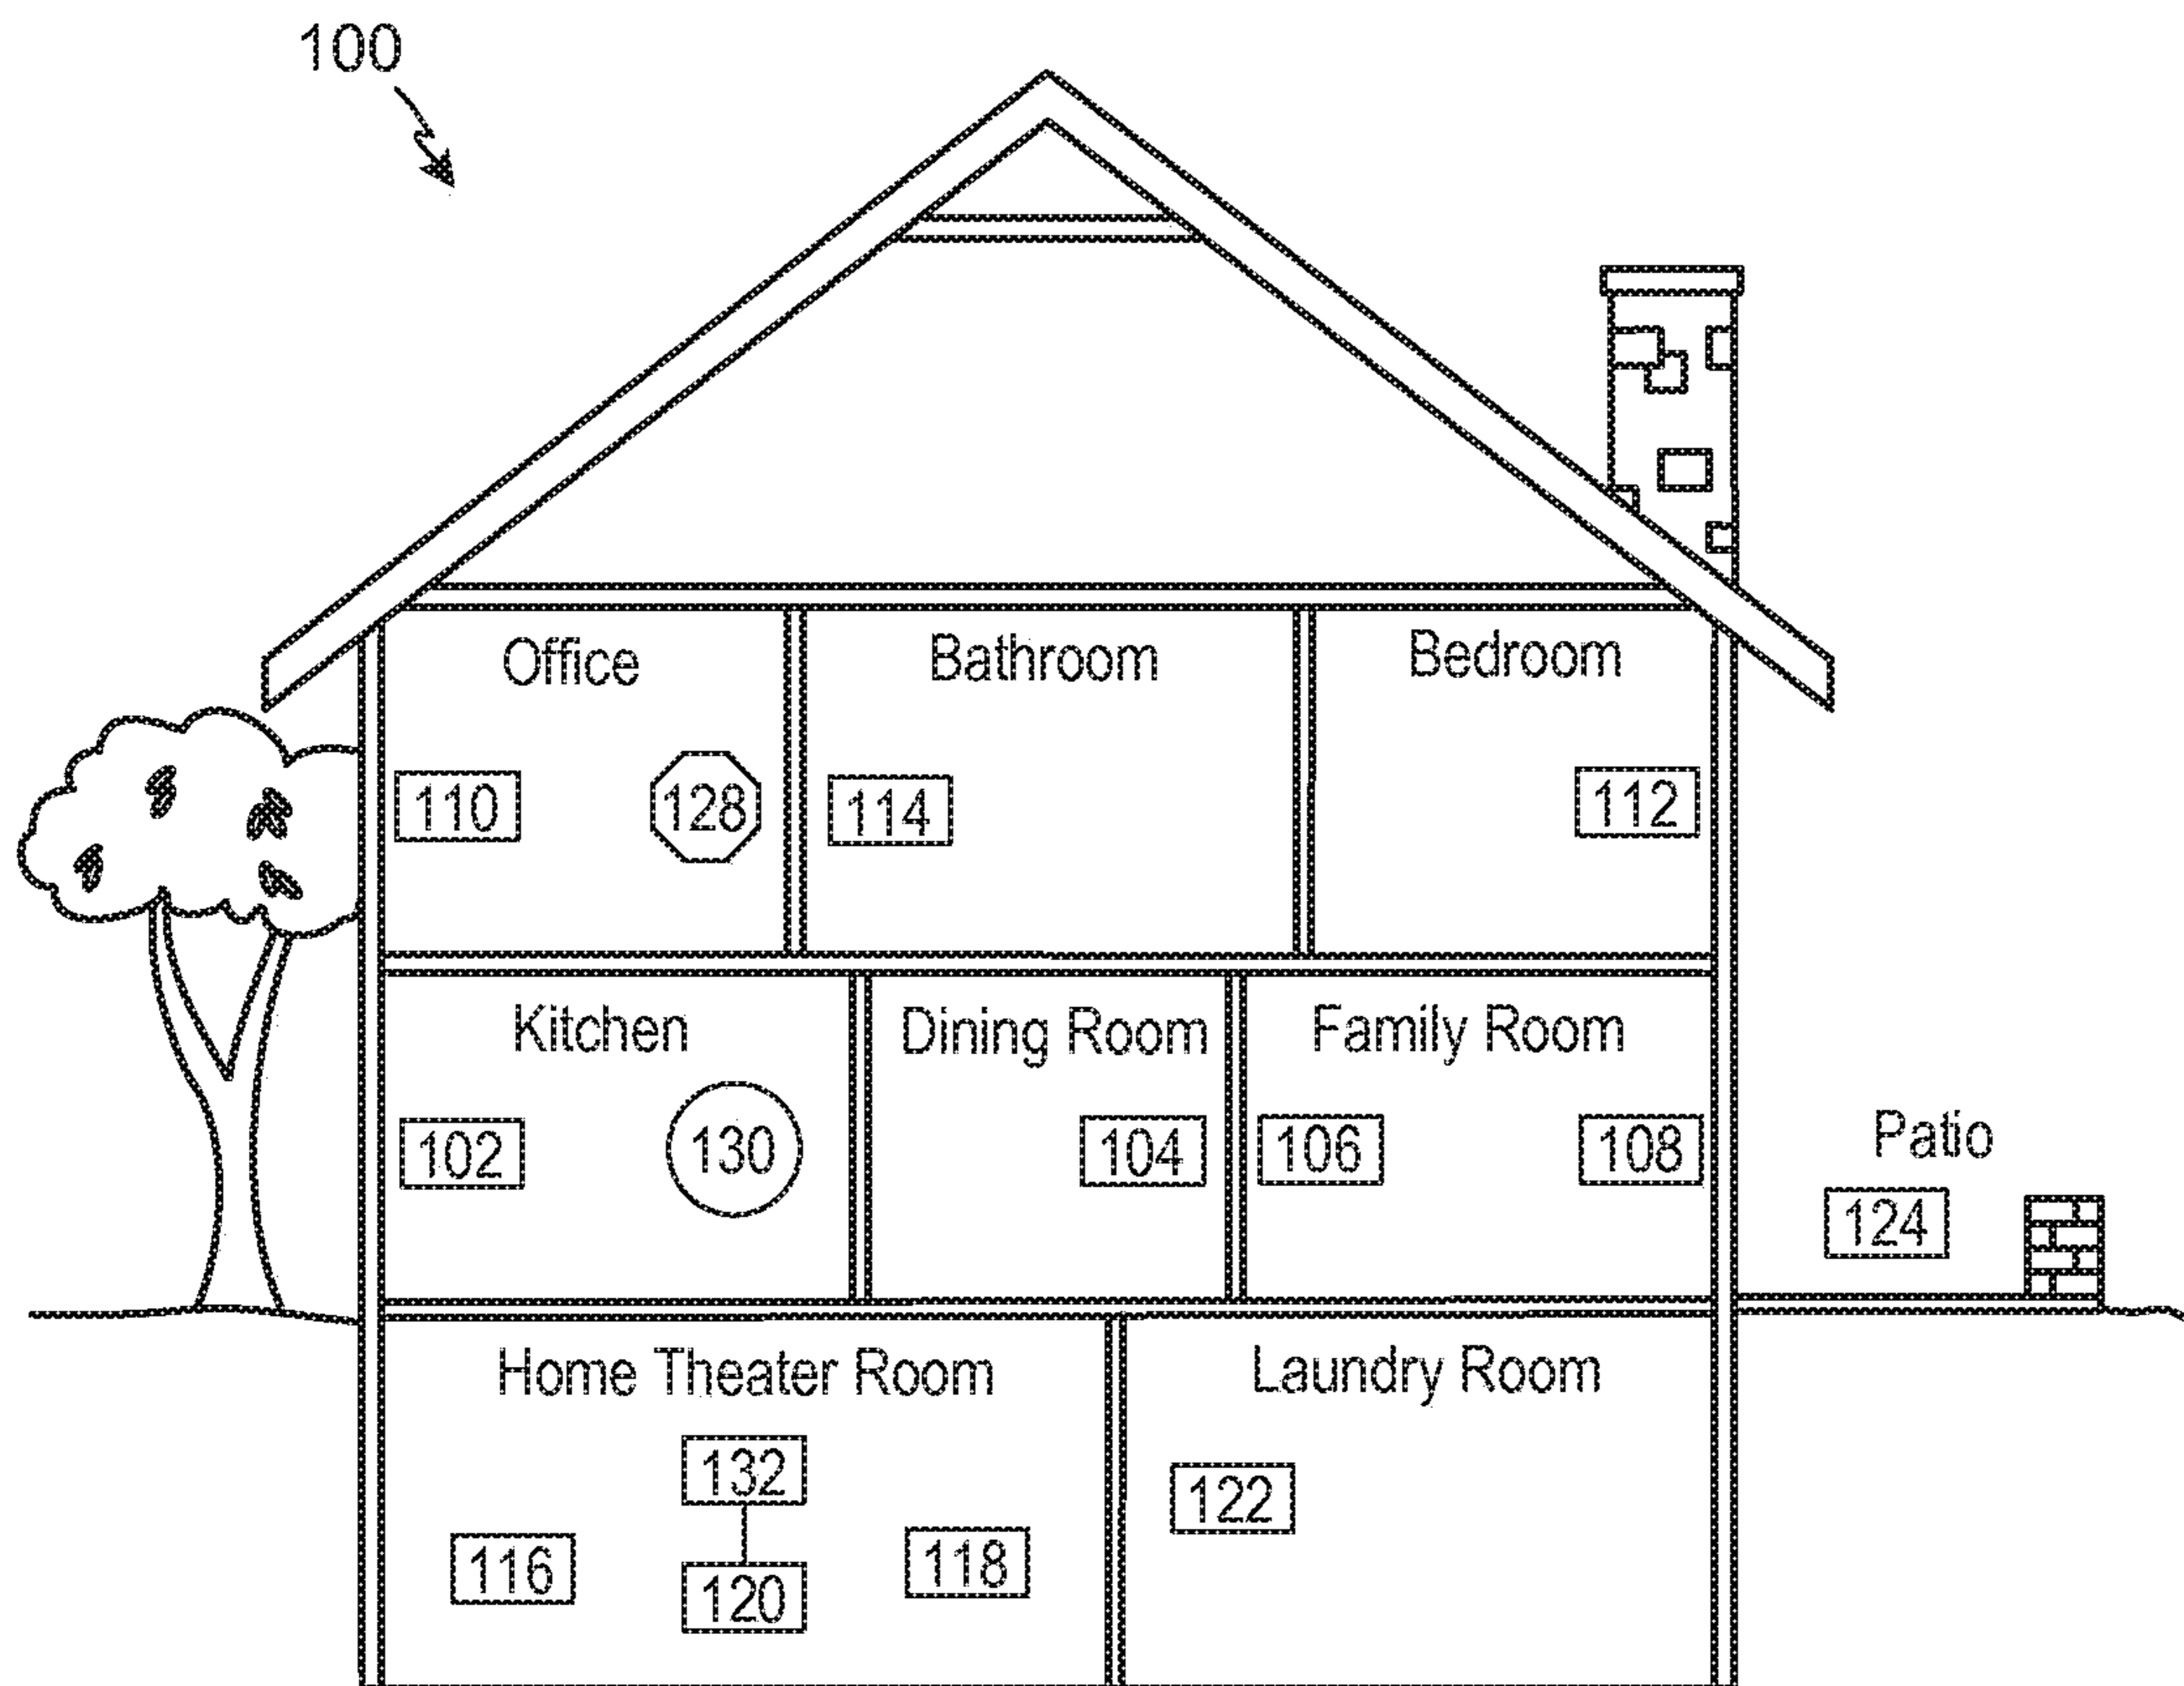 100
Office
Bathroom
Bedroom
110
128
114
112
Kitchen
Dining Room
Family Room
102
130
104
106
108
Patio
124
Home Theater Room
Laundry Room
132
122
116
120
118